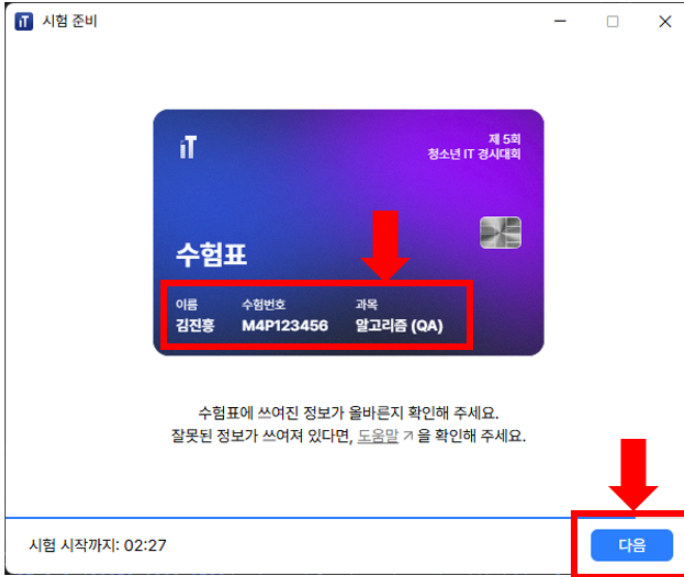 iT 시험 준비
iT
제 5회
청소년 IT 경시대회
수험표
이름 수험번호 과목
김진홍 M4P123456 알고리즘 (QA)
수험표에 쓰여진 정보가 올바른지 확인해 주세요.
잘못된 정보가 쓰여져 있다면, 도움말↗을 확인해 주세요.
시험 시작까지: 02:27
다음